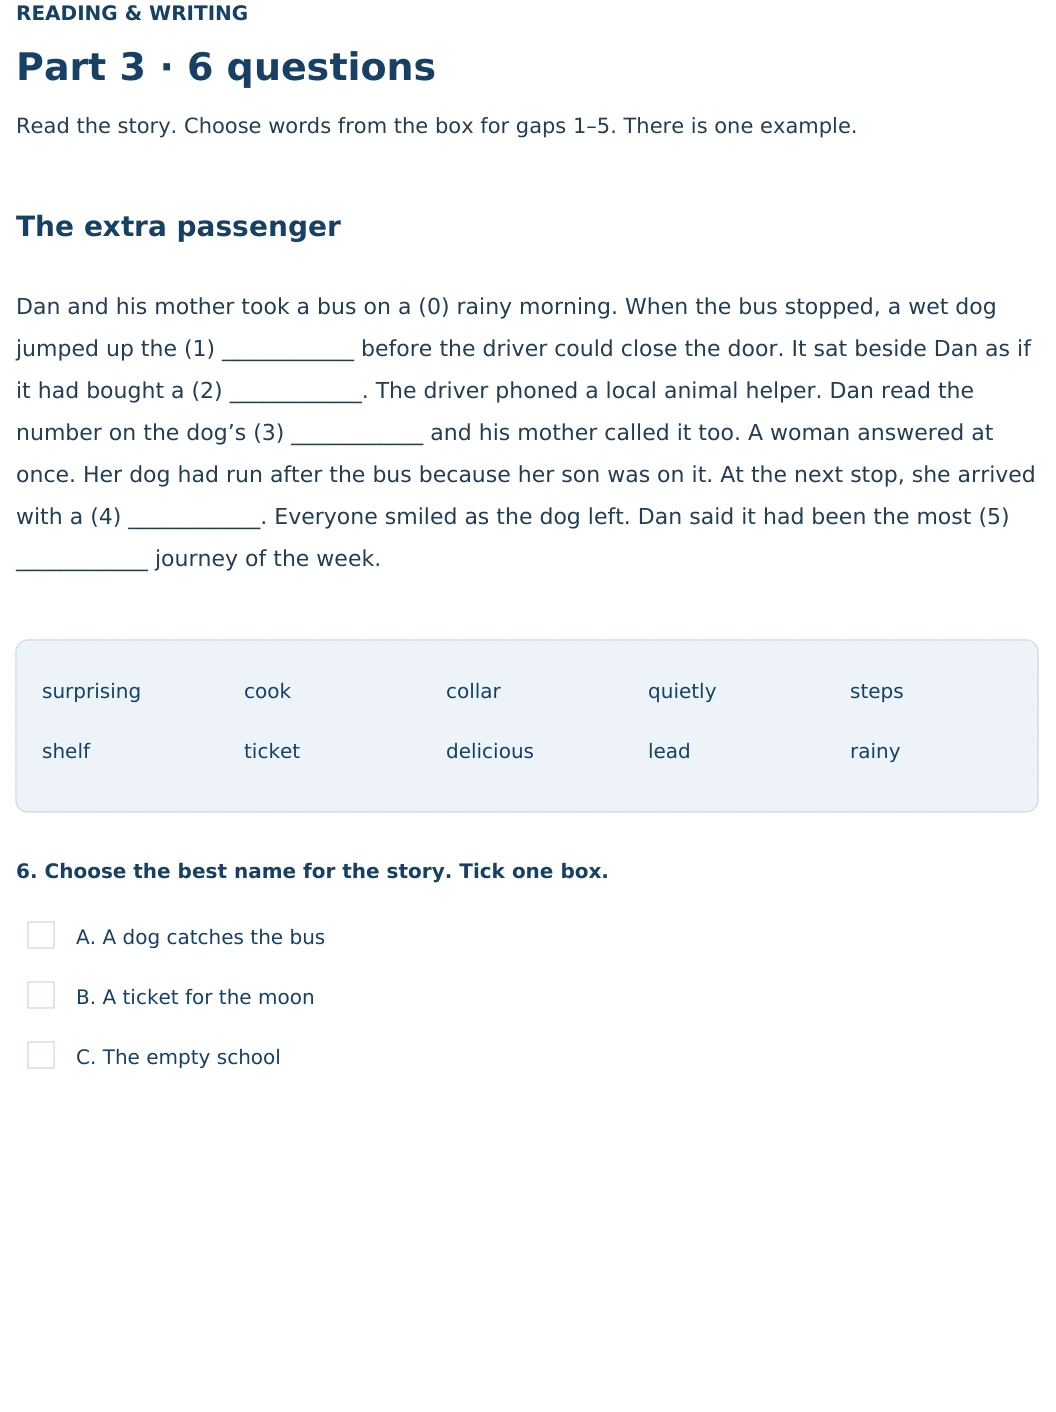 READING & WRITING
Part 3 · 6 questions
Read the story. Choose words from the box for gaps 1–5. There is one example.
The extra passenger
Dan and his mother took a bus on a (0) rainy morning. When the bus stopped, a wet dog
jumped up the (1) ____________ before the driver could close the door. It sat beside Dan as if
it had bought a (2) ____________. The driver phoned a local animal helper. Dan read the
number on the dog’s (3) ____________ and his mother called it too. A woman answered at
once. Her dog had run after the bus because her son was on it. At the next stop, she arrived
with a (4) ____________. Everyone smiled as the dog left. Dan said it had been the most (5)
____________ journey of the week.
surprising cook collar quietly steps
shelf ticket delicious lead rainy
6. Choose the best name for the story. Tick one box.
A. A dog catches the bus
B. A ticket for the moon
C. The empty school